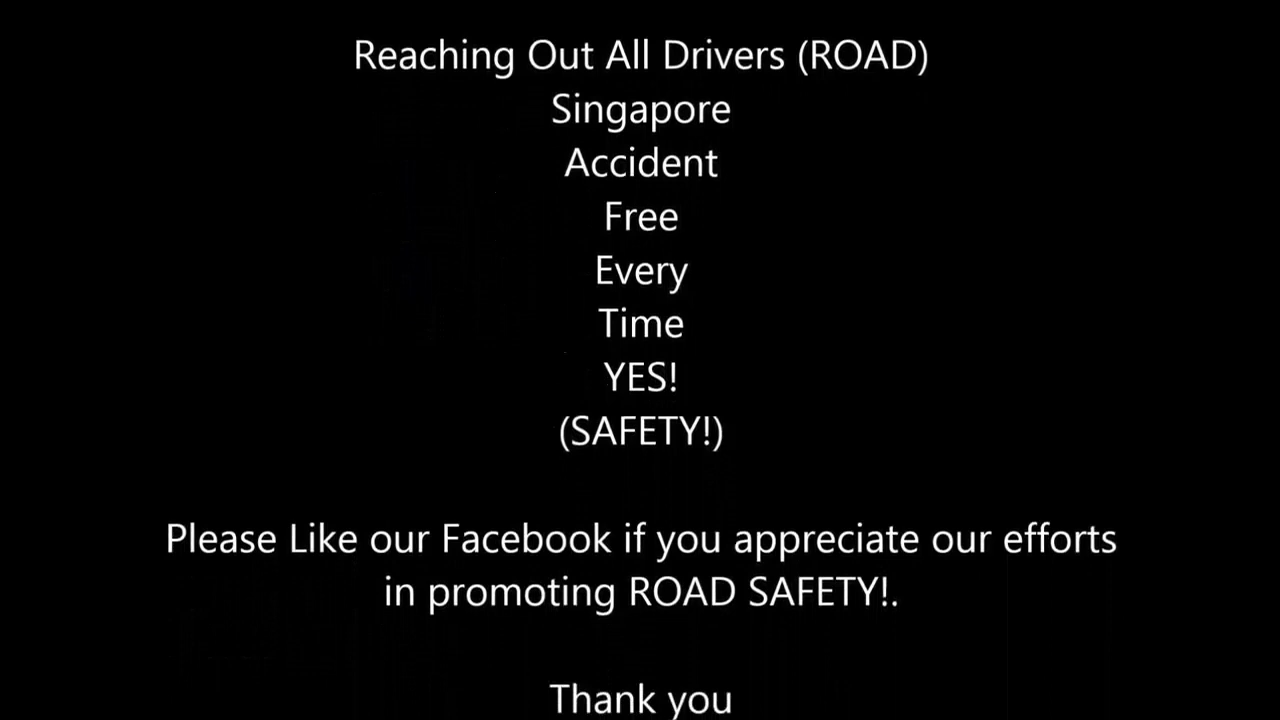 Reaching Out All Drivers (ROAD)
Singapore
Accident
Free
Every
Time
YES!
(SAFETY!)
Please Like our Facebook if you appreciate our efforts
in promoting ROAD SAFETY!.
Thank you